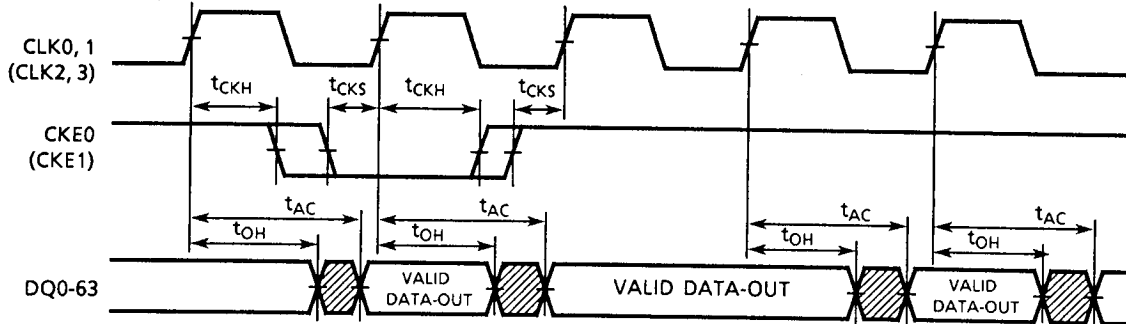 CLK0, 1
(CLK2, 3)
tCKH
tCKS
tCKH
tCKS
CKE0
(CKE1)
tAC
tAC
tAC
tAC
tOH
tOH
tOH
tOH
DQ0-63
VALID
DATA-OUT
VALID DATA-OUT
VALID
DATA-OUT